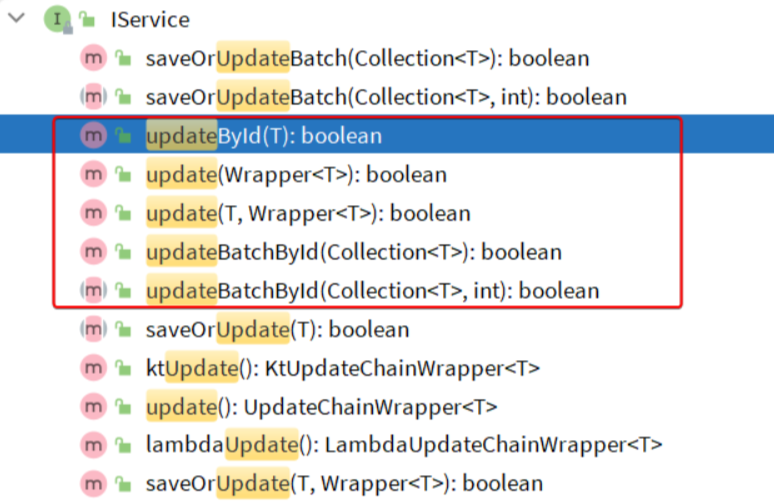 I IService
m saveOrUpdateBatch(Collection<T>): boolean
(m) saveOrUpdateBatch(Collection<T>, int): boolean
m updateById(T): boolean
m update(Wrapper<T>): boolean
m update(T, Wrapper<T>): boolean
m updateBatchById(Collection<T>): boolean
(m) updateBatchById(Collection<T>, int): boolean
(m) saveOrUpdate(T): boolean
m ktUpdate(): KtUpdateChainWrapper<T>
m update(): UpdateChainWrapper<T>
m lambdaUpdate(): LambdaUpdateChainWrapper<T>
m saveOrUpdate(T, Wrapper<T>): boolean